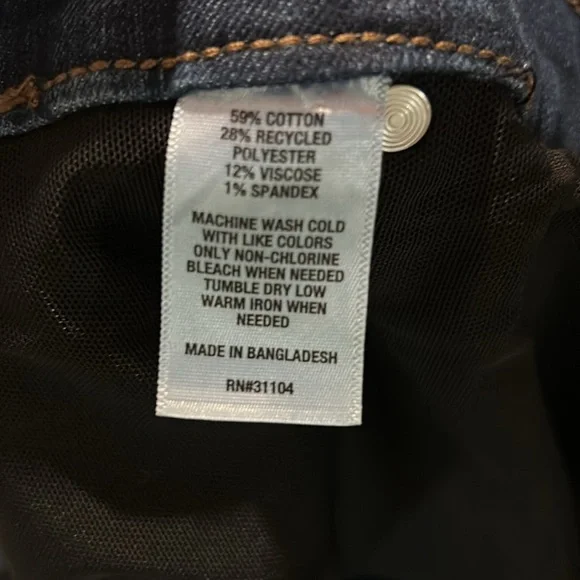 59% COTTON
28% RECYCLED
POLYESTER
12% VISCOSE
1% SPANDEX
MACHINE WASH COLD
WITH LIKE COLORS
ONLY NON-CHLORINE
BLEACH WHEN NEEDED
TUMBLE DRY LOW
WARM IRON WHEN
NEEDED
MADE IN BANGLADESH
RN#31104